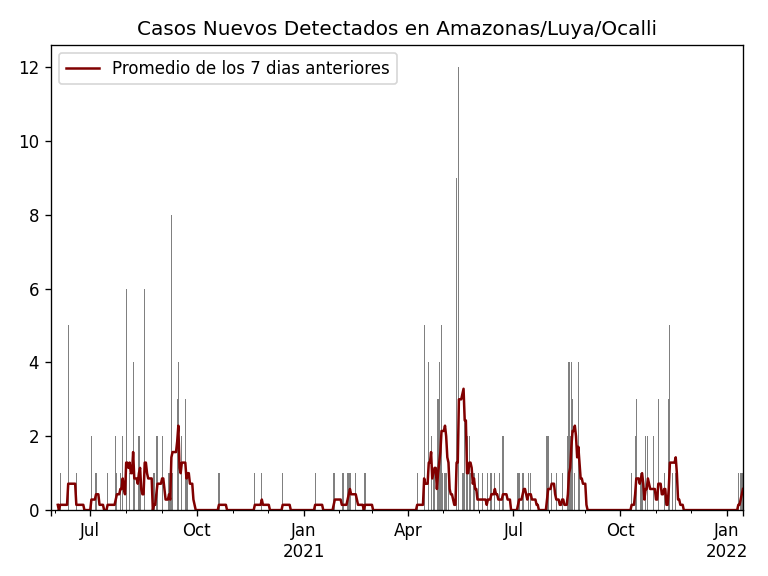 Casos Nuevos Detectados en Amazonas/Luya/Ocalli
Promedio de los 7 dias anteriores
12
10
8
6
4
2
0
Jul
Oct
Jan
2021
Apr
Jul
Oct
Jan
2022